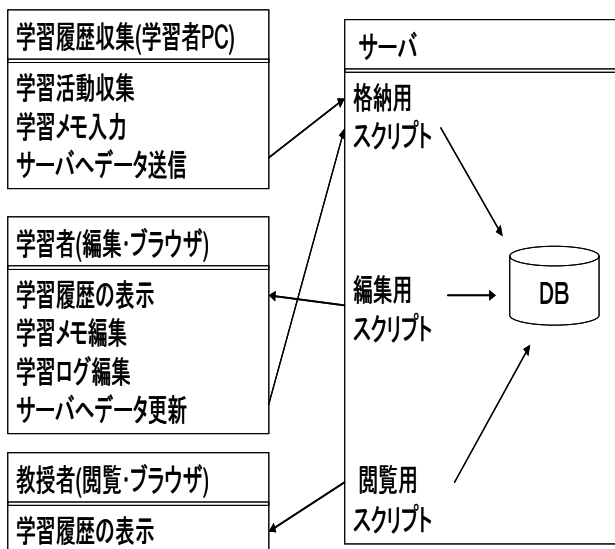 学習履歴収集(学習者PC)
学習活動収集
学習メモ入力
サーバへデータ送信
学習者(編集・ブラウザ)
学習履歴の表示
学習メモ編集
学習ログ編集
サーバへデータ更新
教授者(閲覧・ブラウザ)
学習履歴の表示
サーバ
格納用
スクリプト
編集用
スクリプト
閲覧用
スクリプト
DB